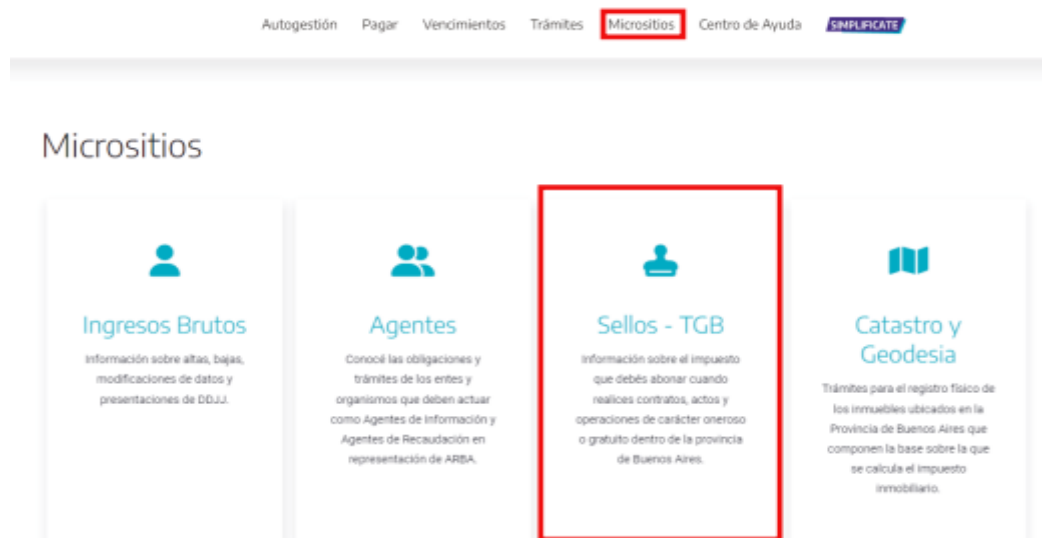 Autogestión Pagar Vencimientos Trámites Micrositios Centro de Ayuda SIMPLIFICATE
Micrositios
Ingresos Brutos
Información sobre altas, bajas,
modificaciones de datos y
presentaciones de DDJJ.
Agentes
Conocé las obligaciones y
trámites de los entes y
organismos que deben actuar
como Agentes de Información y
Agentes de Recaudación en
representación de ARBA.
Sellos - TGB
Información sobre el impuesto
que debés abonar cuando
realices contratos, actos y
operaciones de carácter oneroso
o gratuito dentro de la provincia
de Buenos Aires.
Catastro y
Geodesia
Trámites para el registro físico de
los inmuebles ubicados en la
Provincia de Buenos Aires que
componen la base sobre la que
se calcula el impuesto
inmobiliario.